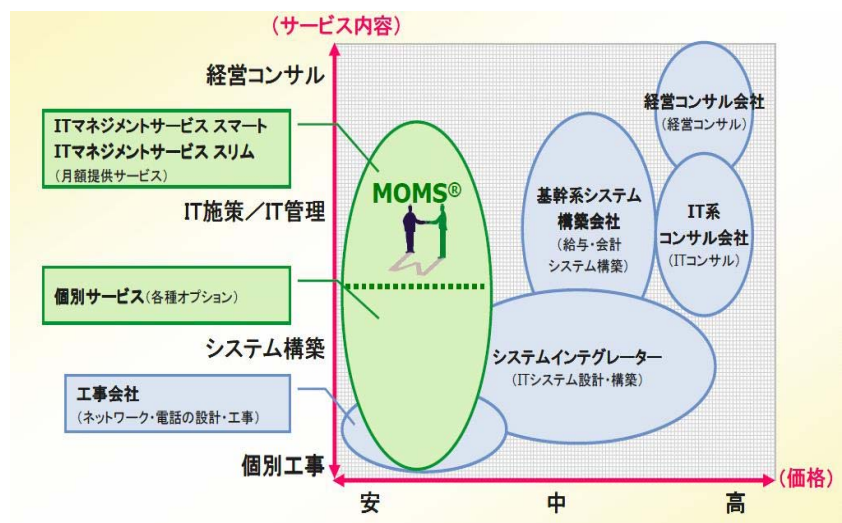 (サービス内容)
経営コンサル
ITマネジメントサービス スマート
ITマネジメントサービス スリム
(月額提供サービス)
IT施策/IT管理
個別サービス(各種オプション)
システム構築
工事会社
(ネットワーク・電話の設計・工事)
個別工事
MOMS®
基幹系システム
構築会社
(給与・会計
システム構築)
経営コンサル会社
(経営コンサル)
IT系
コンサル会社
(ITコンサル)
システムインテグレーター
(ITシステム設計・構築)
安
中
高
(価格)